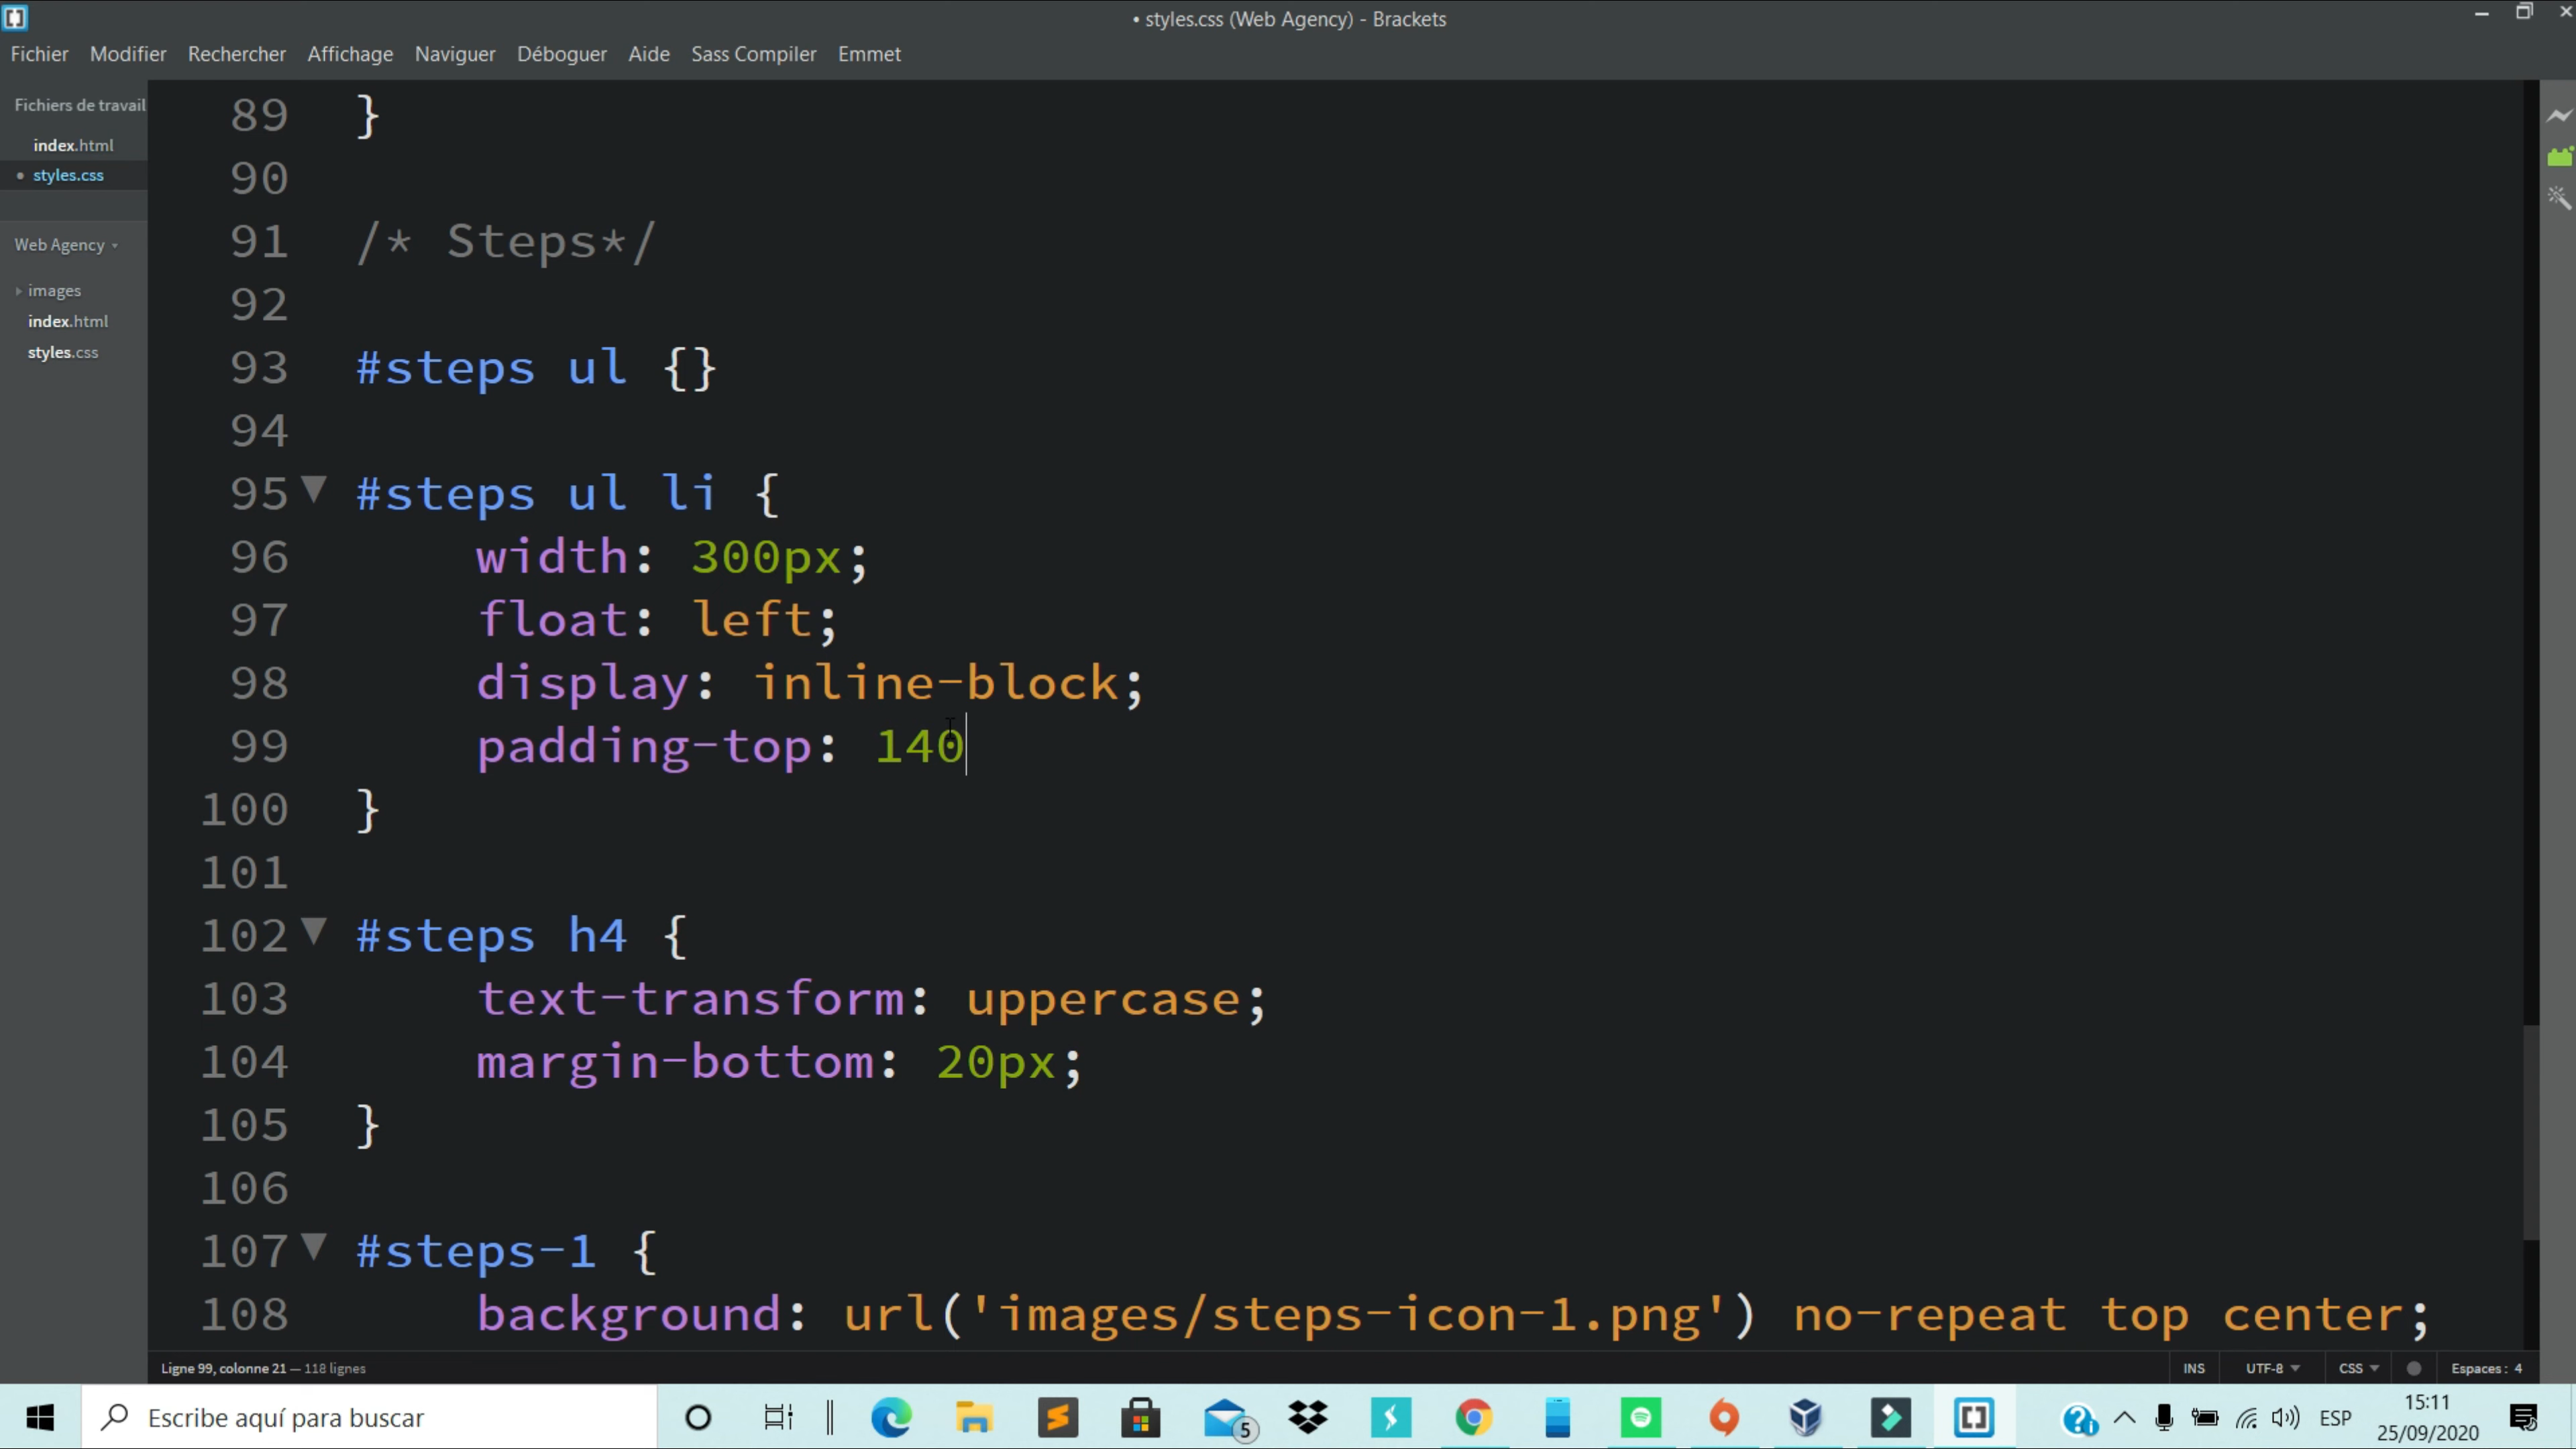 • styles.css (Web Agency) - Brackets
Fichier Modifier Rechercher Affichage Naviguer Déboguer Aide Sass Compiler Emmet
Fichiers de travail
index.html
• styles.css
Web Agency
images
index.html
styles.css
89 }
90
91 /* Steps*/
92
93 #steps ul {}
94
95 #steps ul li {
96 width: 300px;
97 float: left;
98 display: inline-block;
99 padding-top: 140
100 }
101
102 #steps h4 {
103 text-transform: uppercase;
104 margin-bottom: 20px;
105 }
106
107 #steps-1 {
108 background: url('images/steps-icon-1.png') no-repeat top center;
Ligne 99, colonne 21 — 118 lignes
INS UTF-8 CSS Espaces : 4
Escribe aquí para buscar
5
ESP
15:11
25/09/2020